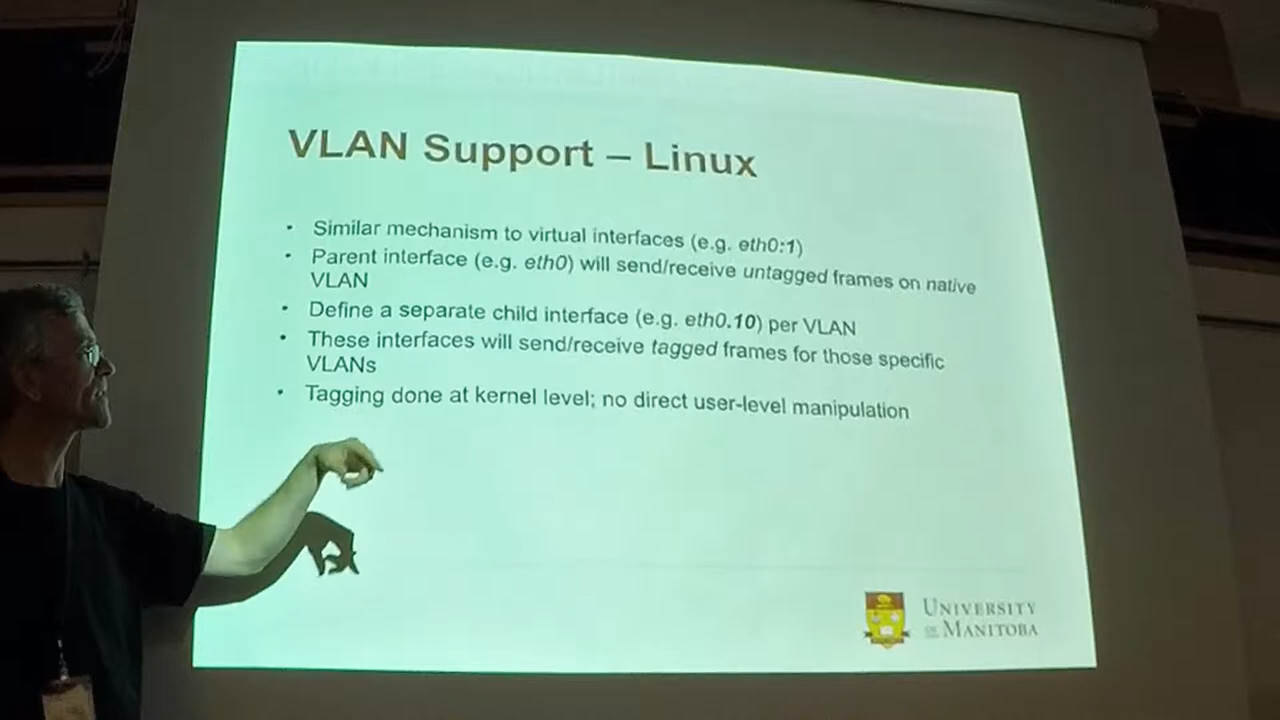 VLAN Support – Linux
• Similar mechanism to virtual interfaces (e.g. eth0:1)
• Parent interface (e.g. eth0) will send/receive untagged frames on native
VLAN
• Define a separate child interface (e.g. eth0.10) per VLAN
• These interfaces will send/receive tagged frames for those specific
VLANs
• Tagging done at kernel level; no direct user-level manipulation
UNIVERSITY
OF MANITOBA